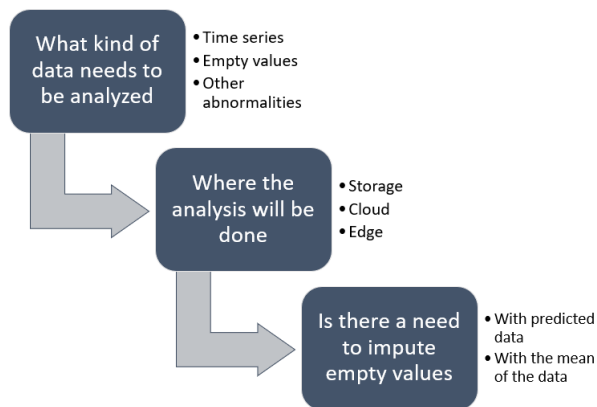 What kind of
data needs to
be analyzed
• Time series
• Empty values
• Other
abnormalities
Where the
analysis will be
done
• Storage
• Cloud
• Edge
Is there a need
to impute
empty values
• With predicted
data
• With the mean
of the data